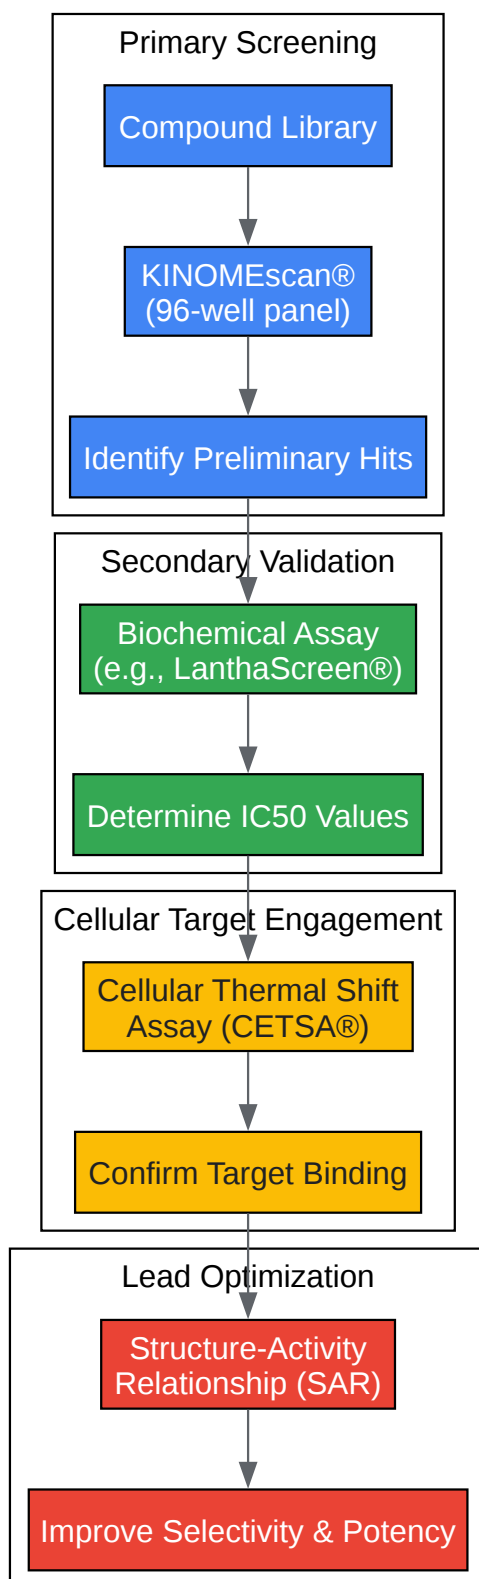 Primary Screening
Compound Library
KINOMEscan®
(96-well panel)
Identify Preliminary Hits
Secondary Validation
Biochemical Assay
(e.g., LanthaScreen®)
Determine IC50 Values
Cellular Target Engagement
Cellular Thermal Shift
Assay (CETSA®)
Confirm Target Binding
Lead Optimization
Structure-Activity
Relationship (SAR)
Improve Selectivity & Potency